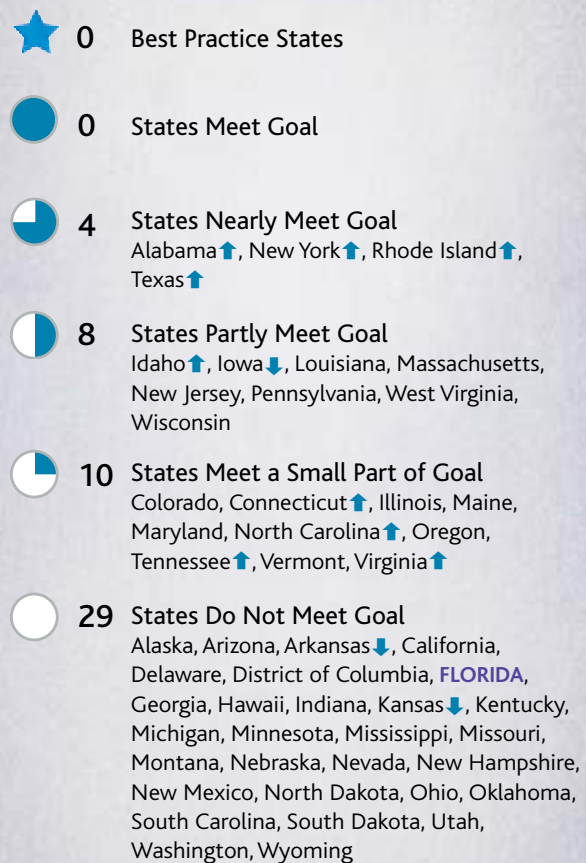 0 Best Practice States
0 States Meet Goal
4 States Nearly Meet Goal
Alabama⬆, New York⬆, Rhode Island⬆,
Texas⬆
8 States Partly Meet Goal
Idaho⬆, Iowa⬇, Louisiana, Massachusetts,
New Jersey, Pennsylvania, West Virginia,
Wisconsin
10 States Meet a Small Part of Goal
Colorado, Connecticut⬆, Illinois, Maine,
Maryland, North Carolina⬆, Oregon,
Tennessee⬆, Vermont, Virginia⬆
29 States Do Not Meet Goal
Alaska, Arizona, Arkansas⬇, California,
Delaware, District of Columbia, FLORIDA,
Georgia, Hawaii, Indiana, Kansas⬇, Kentucky,
Michigan, Minnesota, Mississippi, Missouri,
Montana, Nebraska, Nevada, New Hampshire,
New Mexico, North Dakota, Ohio, Oklahoma,
South Carolina, South Dakota, Utah,
Washington, Wyoming